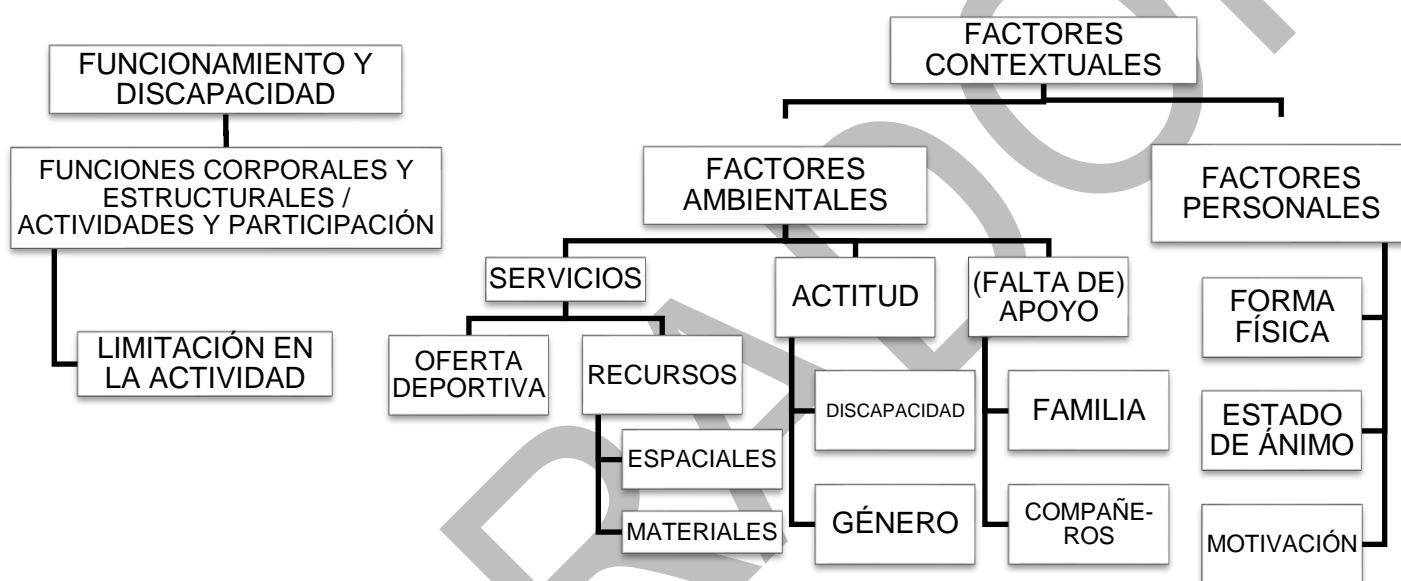 FUNCIONAMIENTO Y
DISCAPACIDAD
FUNCIONES CORPORALES Y
ESTRUCTURALES /
ACTIVIDADES Y PARTICIPACIÓN
LIMITACIÓN EN
LA ACTIVIDAD
FACTORES
CONTEXTUALES
FACTORES
AMBIENTALES
SERVICIOS
OFERTA
DEPORTIVA
RECURSOS
ESPACIALES
MATERIALES
ACTITUD
DISCAPACIDAD
GÉNERO
(FALTA DE)
APOYO
FAMILIA
COMPAÑE-
ROS
FACTORES
PERSONALES
FORMA
FÍSICA
ESTADO
DE ÁNIMO
MOTIVACIÓN